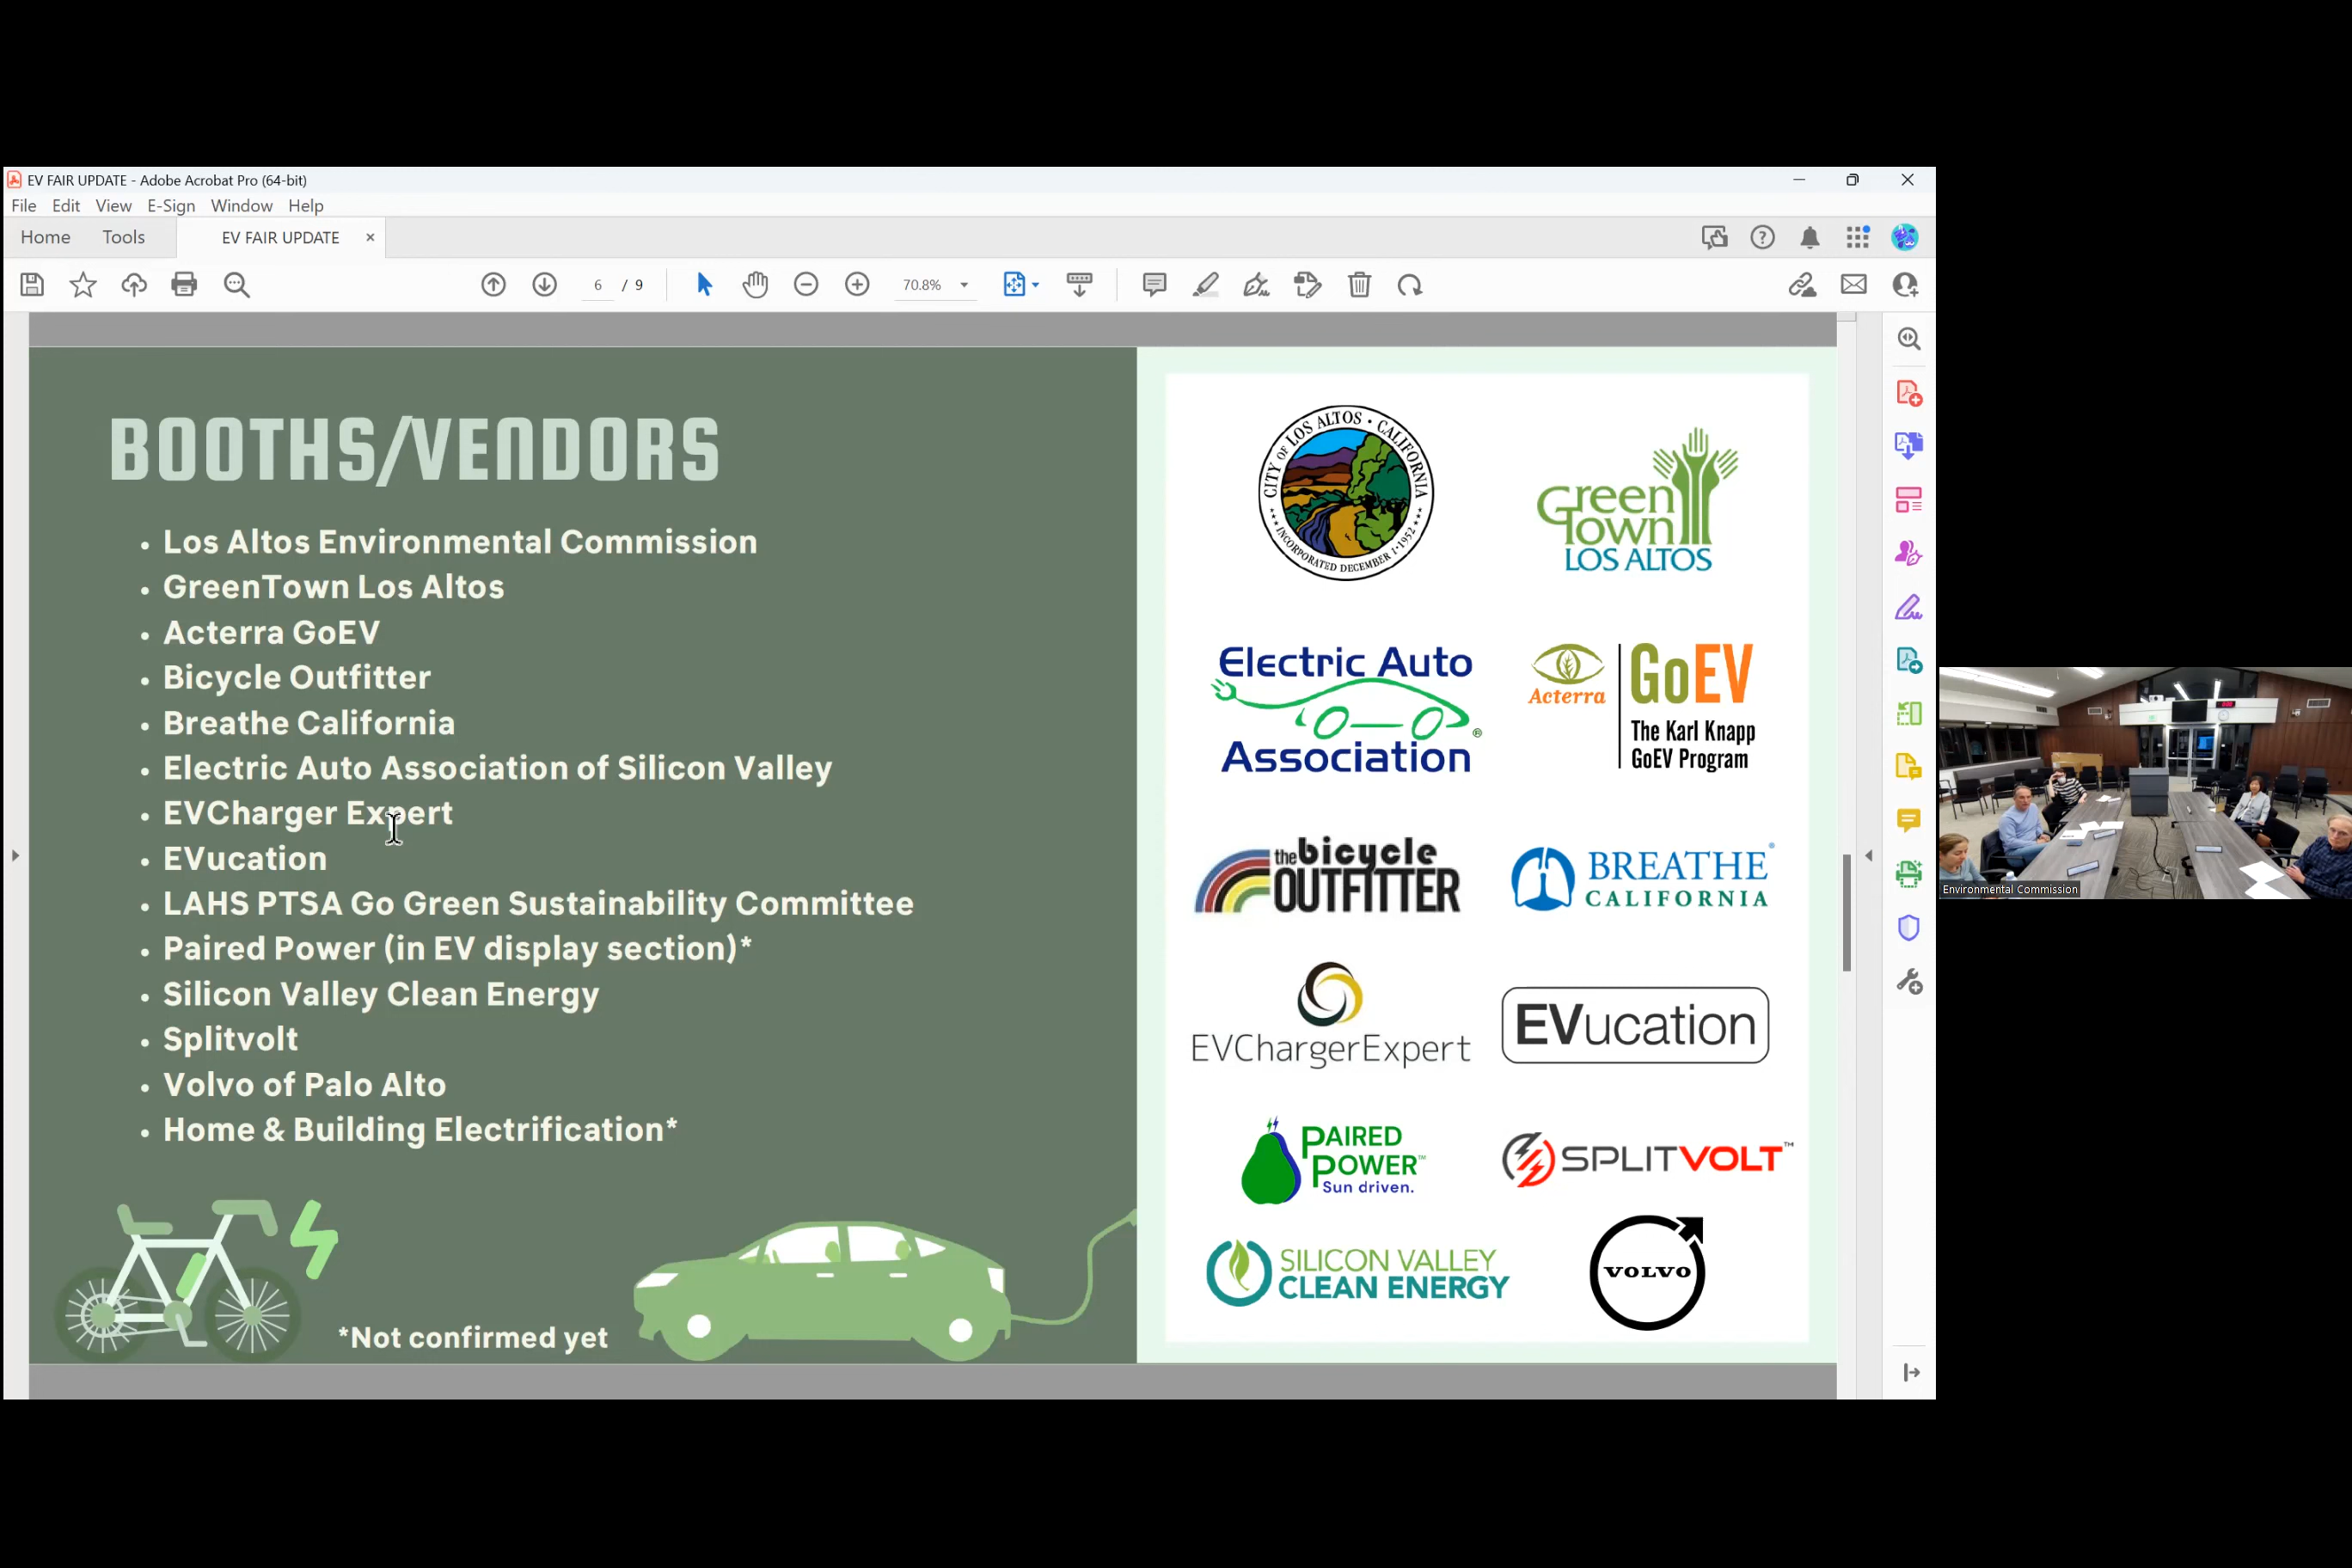 EV FAIR UPDATE - Adobe Acrobat Pro (64-bit)
File Edit View E-Sign Window Help
Home Tools EV FAIR UPDATE
6 / 9 70.8%
BOOTHS/VENDORS
• Los Altos Environmental Commission
• GreenTown Los Altos
• Acterra GoEV
• Bicycle Outfitter
• Breathe California
• Electric Auto Association of Silicon Valley
• EVCharger Expert
• EVucation
• LAHS PTSA Go Green Sustainability Committee
• Paired Power (in EV display section)*
• Silicon Valley Clean Energy
• Splitvolt
• Volvo of Palo Alto
• Home & Building Electrification*
*Not confirmed yet
CITY OF LOS ALTOS • CALIFORNIA
INCORPORATED DECEMBER 1•1952
Green
Town
LOS ALTOS
Electric Auto
Association®
Acterra
GoEV
The Karl Knapp
GoEV Program
the bicycle
OUTFITTER
BREATHE
CALIFORNIA
EVChargerExpert
EVucation
PAIRED
POWER™
Sun driven.
SPLITVOLT™
SILICON VALLEY
CLEAN ENERGY
VOLVO
Environmental Commission